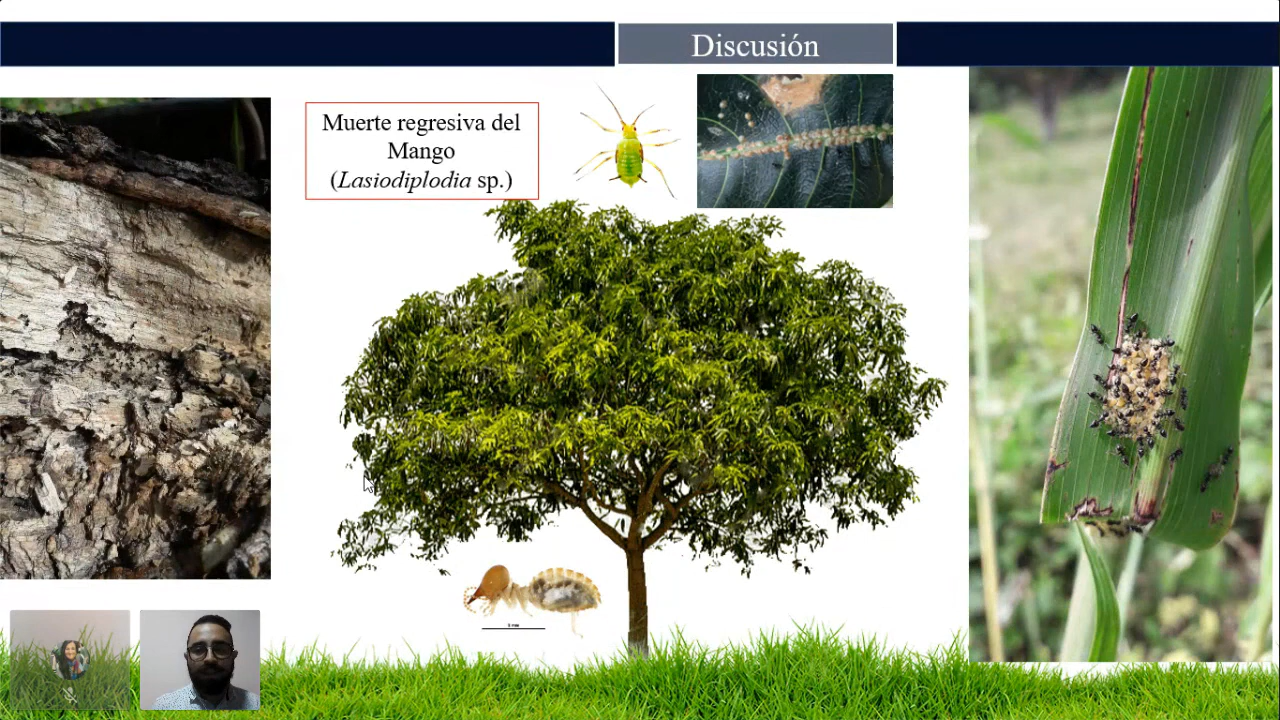 Discusión
Muerte regresiva del
Mango
(Lasiodiplodia sp.)